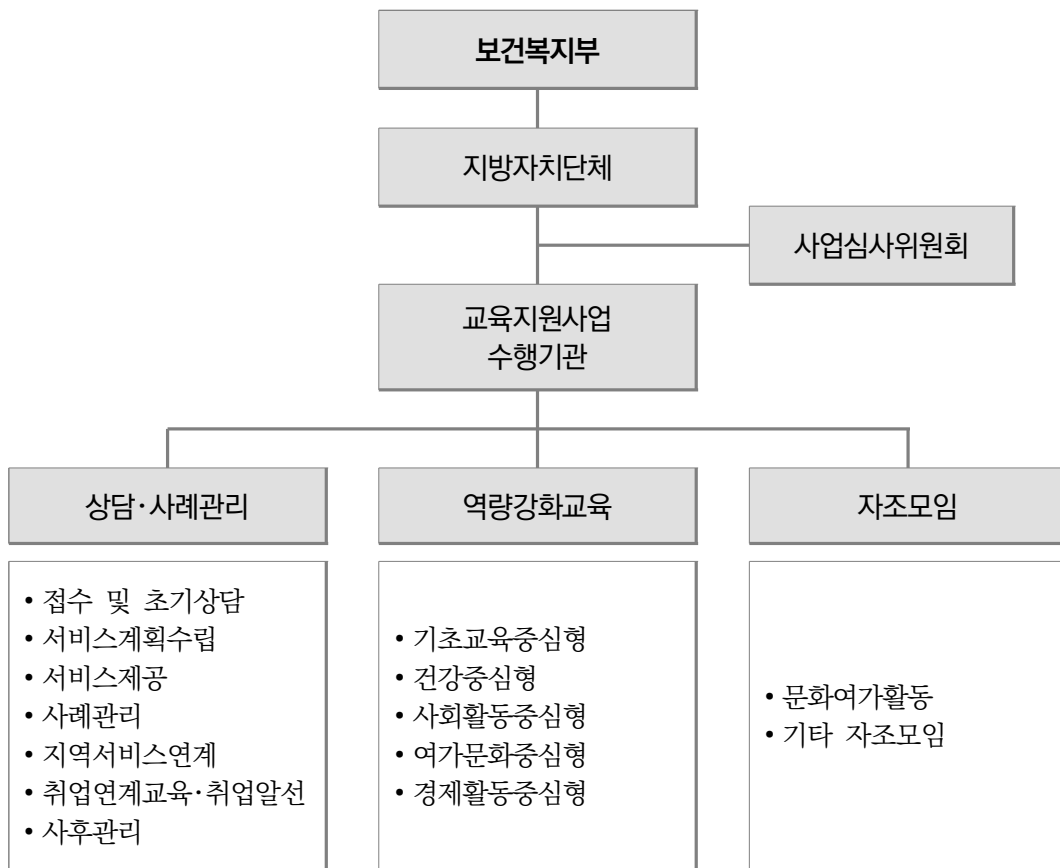 보건복지부
지방자치단체
사업심사위원회
교육지원사업
수행기관
상담·사례관리
• 접수 및 초기상담
• 서비스계획수립
• 서비스제공
• 사례관리
• 지역서비스연계
• 취업연계교육·취업알선
• 사후관리
역량강화교육
• 기초교육중심형
• 건강중심형
• 사회활동중심형
• 여가문화중심형
• 경제활동중심형
자조모임
• 문화여가활동
• 기타 자조모임